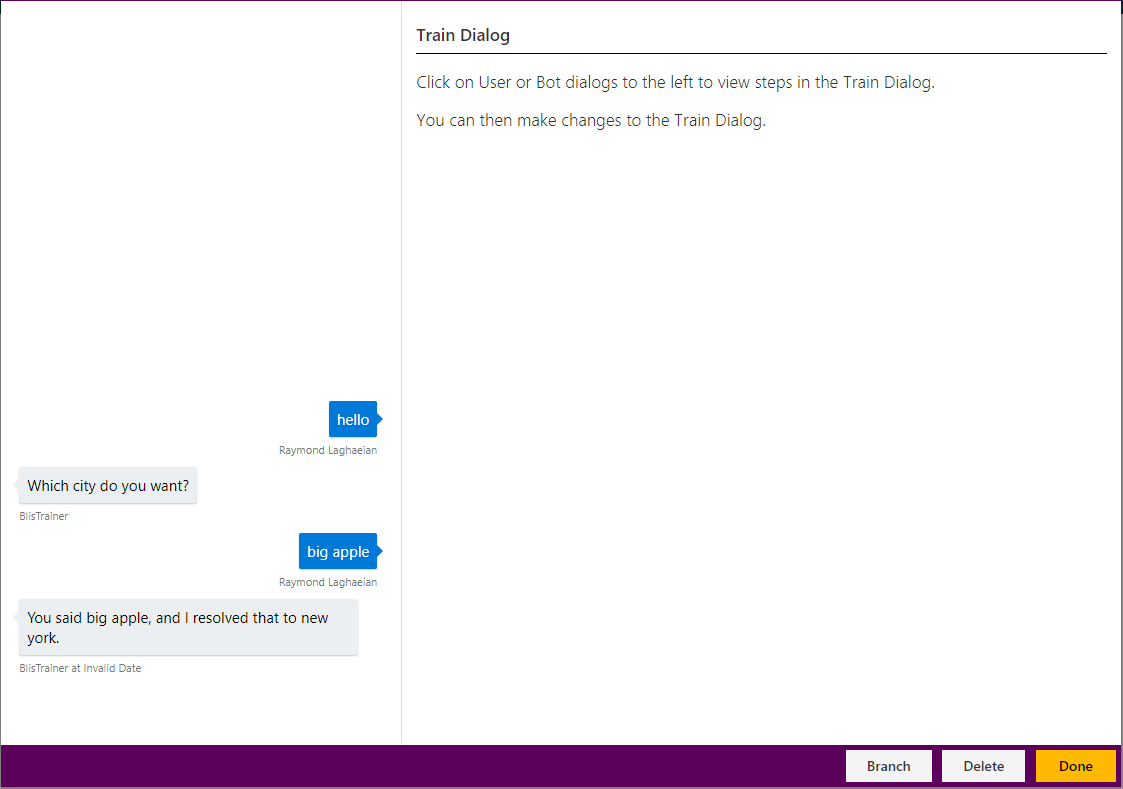 Train Dialog
Click on User or Bot dialogs to the left to view steps in the Train Dialog.
You can then make changes to the Train Dialog.
hello
Raymond Laghaeian
Which city do you want?
BlisTrainer
big apple
Raymond Laghaeian
You said big apple, and I resolved that to new
york.
BlisTrainer at Invalid Date
Branch
Delete
Done